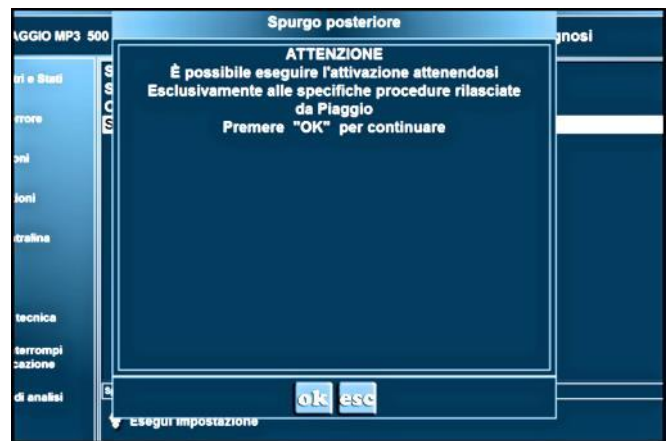 Spurgo posteriore
AGGIO MP3 500
gnosi
ATTENZIONE
È possibile eseguire l'attivazione attenendosi
Esclusivamente alle specifiche procedure rilasciate
da Piaggio
Premere "OK" per continuare
tri e Stati
rrore
oni
ioni
tralina
tecnica
terrompi
cazione
di analisi
ok esc
Esegui impostazione